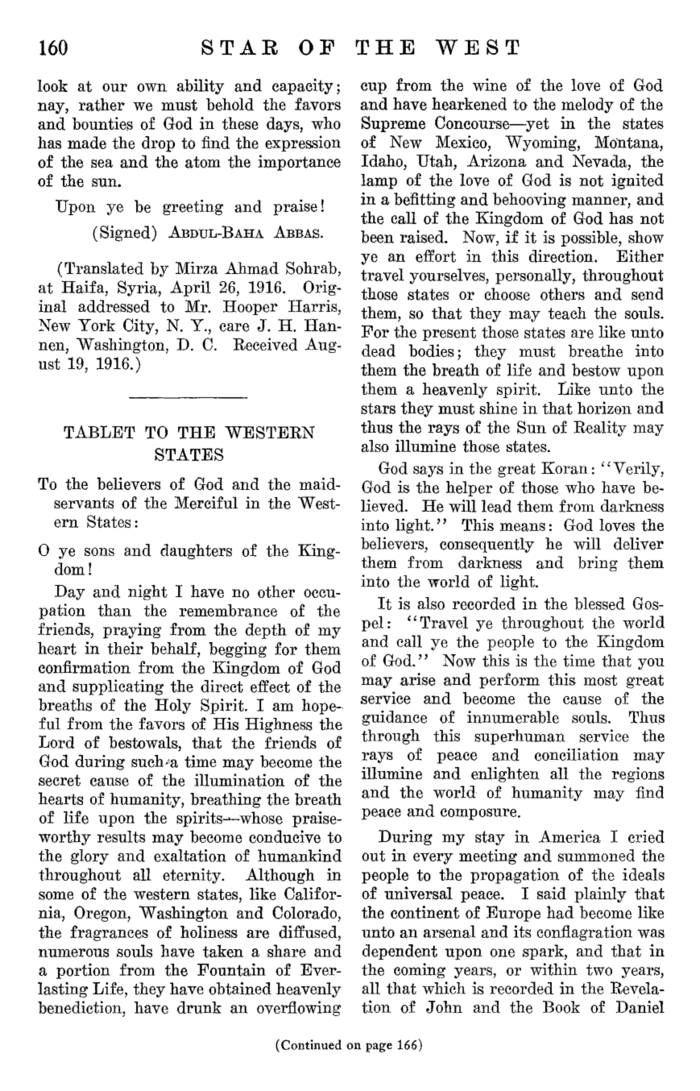 160 STAR OF THE WEST
look at our own ability and capacity;
nay, rather we must behold the favors
and bounties of God in these days, who
has made the drop to find the expression
of the sea and the atom the importance
of the sun.
Upon ye be greeting and praise!
(Signed) ABDUL-BAHA ABBAS.
(Translated by Mirza Ahmad Sohrab,
at Haifa, Syria, April 26, 1916. Orig-
inal addressed to Mr. Hooper Harris,
New York City, N. Y., care J. H. Han-
nen, Washington, D. C. Received Aug-
ust 19, 1916.)
TABLET TO THE WESTERN
STATES
To the believers of God and the maid-
servants of the Merciful in the West-
ern States:
O ye sons and daughters of the King-
dom!
Day and night I have no other occu-
pation than the remembrance of the
friends, praying from the depth of my
heart in their behalf, begging for them
confirmation from the Kingdom of God
and supplicating the direct effect of the
breaths of the Holy Spirit. I am hope-
ful from the favors of His Highness the
Lord of bestowals, that the friends of
God during such a time may become the
secret cause of the illumination of the
hearts of humanity, breathing the breath
of life upon the spirits—whose praise-
worthy results may become conducive to
the glory and exaltation of humankind
throughout all eternity. Although in
some of the western states, like Califor-
nia, Oregon, Washington and Colorado,
the fragrances of holiness are diffused,
numerous souls have taken a share and
a portion from the Fountain of Ever-
lasting Life, they have obtained heavenly
benediction, have drunk an overflowing
cup from the wine of the love of God
and have hearkened to the melody of the
Supreme Concourse—yet in the states
of New Mexico, Wyoming, Montana,
Idaho, Utah, Arizona and Nevada, the
lamp of the love of God is not ignited
in a befitting and behooving manner, and
the call of the Kingdom of God has not
been raised. Now, if it is possible, show
ye an effort in this direction. Either
travel yourselves, personally, throughout
those states or choose others and send
them, so that they may teach the souls.
For the present those states are like unto
dead bodies; they must breathe into
them the breath of life and bestow upon
them a heavenly spirit. Like unto the
stars they must shine in that horizon and
thus the rays of the Sun of Reality may
also illumine those states.
God says in the great Koran: "Verily,
God is the helper of those who have be-
lieved. He will lead them from darkness
into light." This means: God loves the
believers, consequently he will deliver
them from darkness and bring them
into the world of light.
It is also recorded in the blessed Gos-
pel: "Travel ye throughout the world
and call ye the people to the Kingdom
of God." Now this is the time that you
may arise and perform this most great
service and become the cause of the
guidance of innumerable souls. Thus
through this superhuman service the
rays of peace and conciliation may
illumine and enlighten all the regions
and the world of humanity may find
peace and composure.
During my stay in America I cried
out in every meeting and summoned the
people to the propagation of the ideals
of universal peace. I said plainly that
the continent of Europe had become like
unto an arsenal and its conflagration was
dependent upon one spark, and that in
the coming years, or within two years,
all that which is recorded in the Revela-
tion of John and the Book of Daniel
(Continued on page 166)